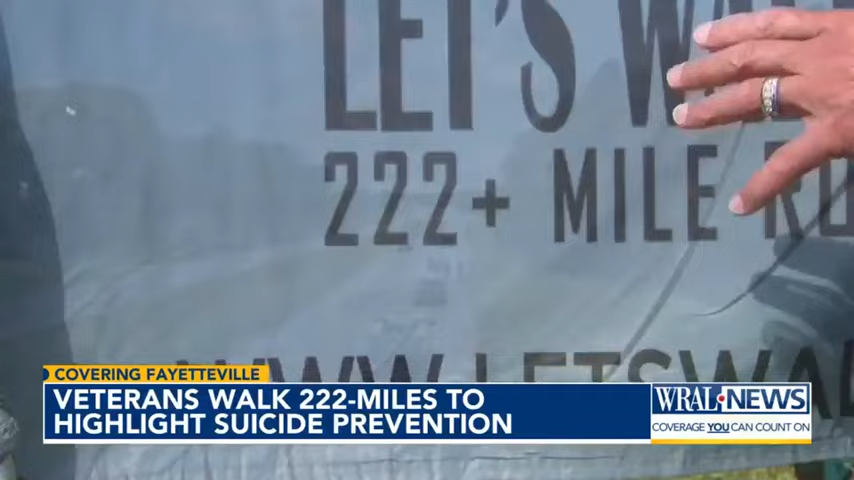 LET'S
222+ MILE
COVERING FAYETTEVILLE
VETERANS WALK 222-MILES TO
HIGHLIGHT SUICIDE PREVENTION
WRAL NEWS
COVERAGE YOU CAN COUNT ON